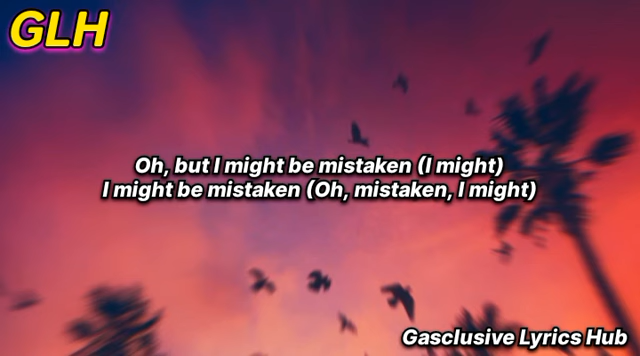 GLH
Oh, but I might be mistaken (I might)
I might be mistaken (Oh, mistaken, I might)
Gasclusive Lyrics Hub